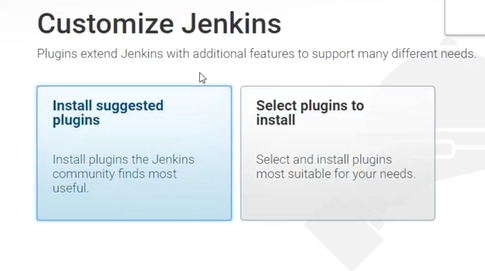 Customize Jenkins
Plugins extend Jenkins with additional features to support many different needs.
Install suggested
plugins
Install plugins the Jenkins
community finds most
useful.
Select plugins to
install
Select and install plugins
most suitable for your needs.